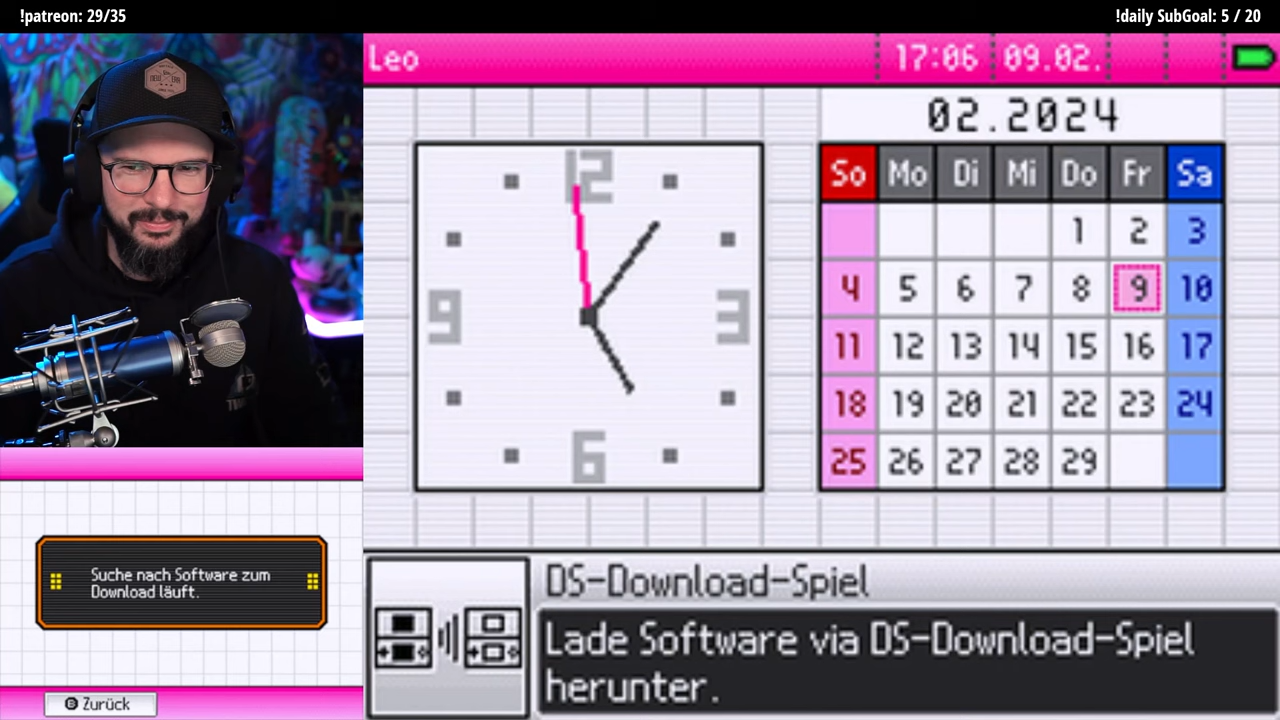 !patreon: 29/35
!daily SubGoal: 5 / 20
Leo
17:06
09.02.
02.2024
So Mo Di Mi Do Fr Sa
1 2 3
4 5 6 7 8 9 10
11 12 13 14 15 16 17
18 19 20 21 22 23 24
25 26 27 28 29
12
9
3
6
Suche nach Software zum
Download läuft.
B Zurück
DS-Download-Spiel
Lade Software via DS-Download-Spiel
herunter.